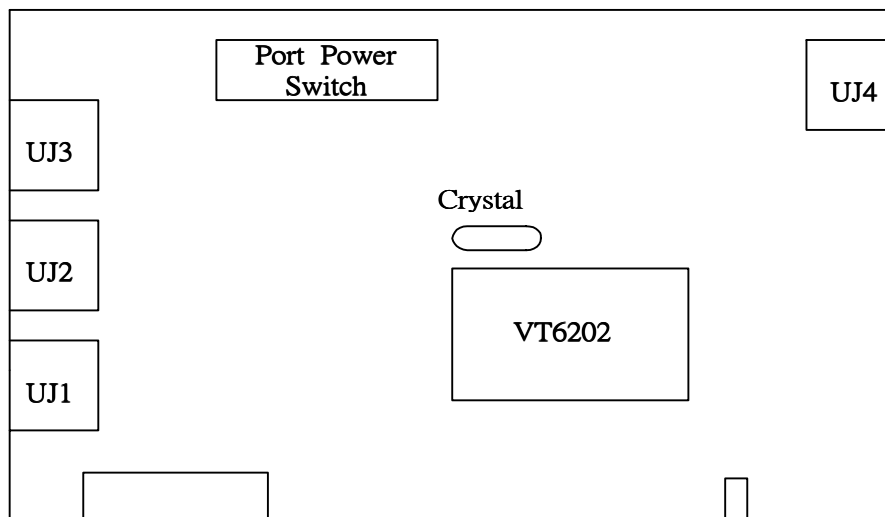 Port Power
Switch
UJ4
UJ3
Crystal
UJ2
VT6202
UJ1